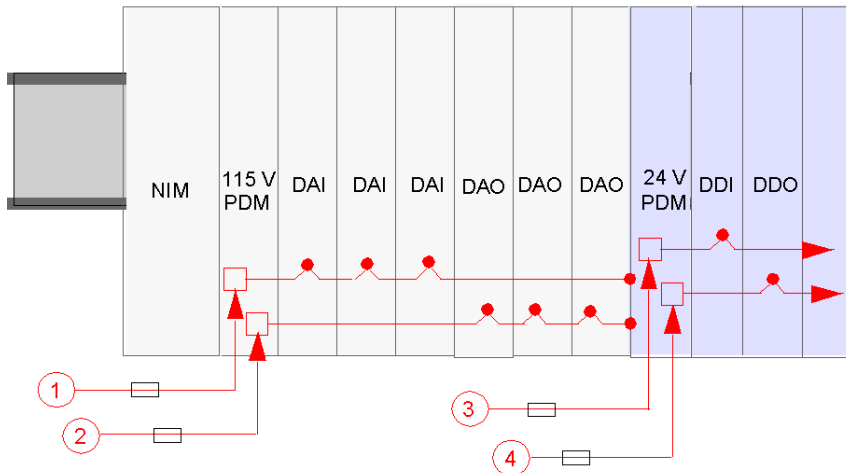 NIM
115 V
PDM
DAI
DAI
DAI
DAO
DAO
DAO
24 V
PDM
DDI
DDO
1
2
3
4